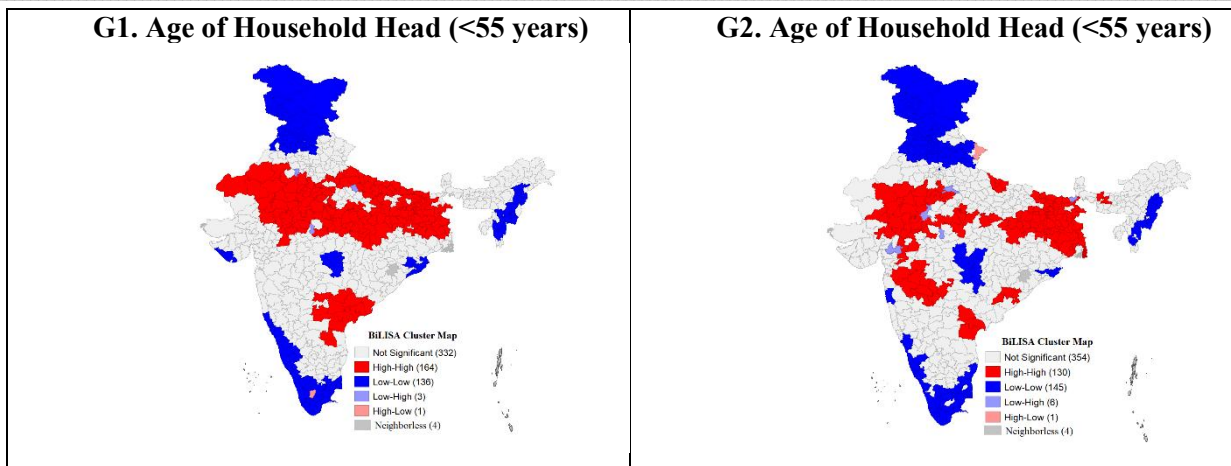 G1. Age of Household Head (<55 years)
BiLISA Cluster Map
Not Significant (332)
High-High (164)
Low-Low (136)
Low-High (3)
High-Low (1)
Neighborless (4)
G2. Age of Household Head (<55 years)
BiLISA Cluster Map
Not Significant (354)
High-High (130)
Low-Low (145)
Low-High (6)
High-Low (1)
Neighborless (4)